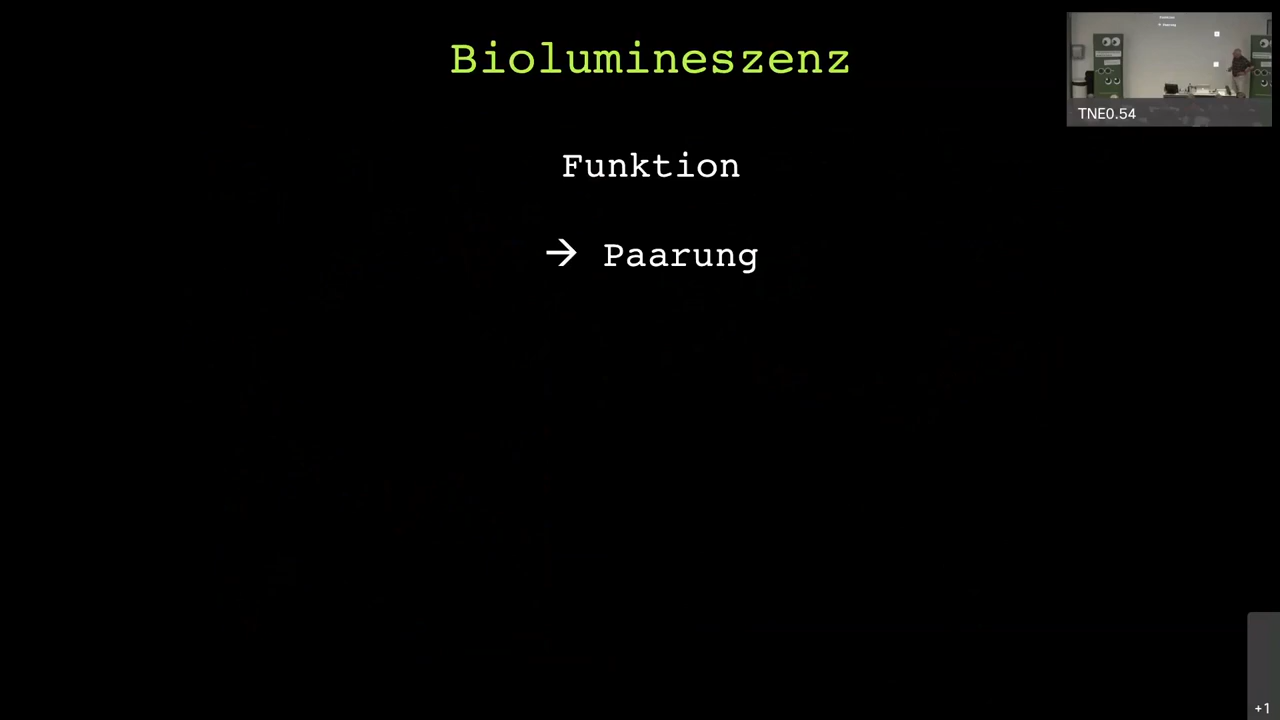 Biolumineszenz
Funktion
→ Paarung
TNE0.54
+1